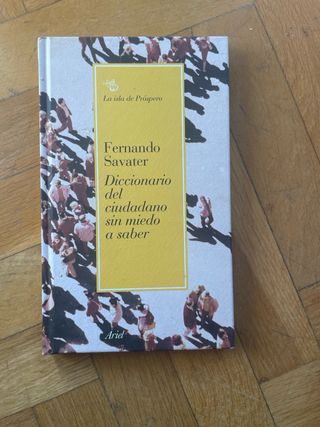 La isla de Próspero
Fernando
Savater
Diccionario
del
ciudadano
sin miedo
a saber
Ariel